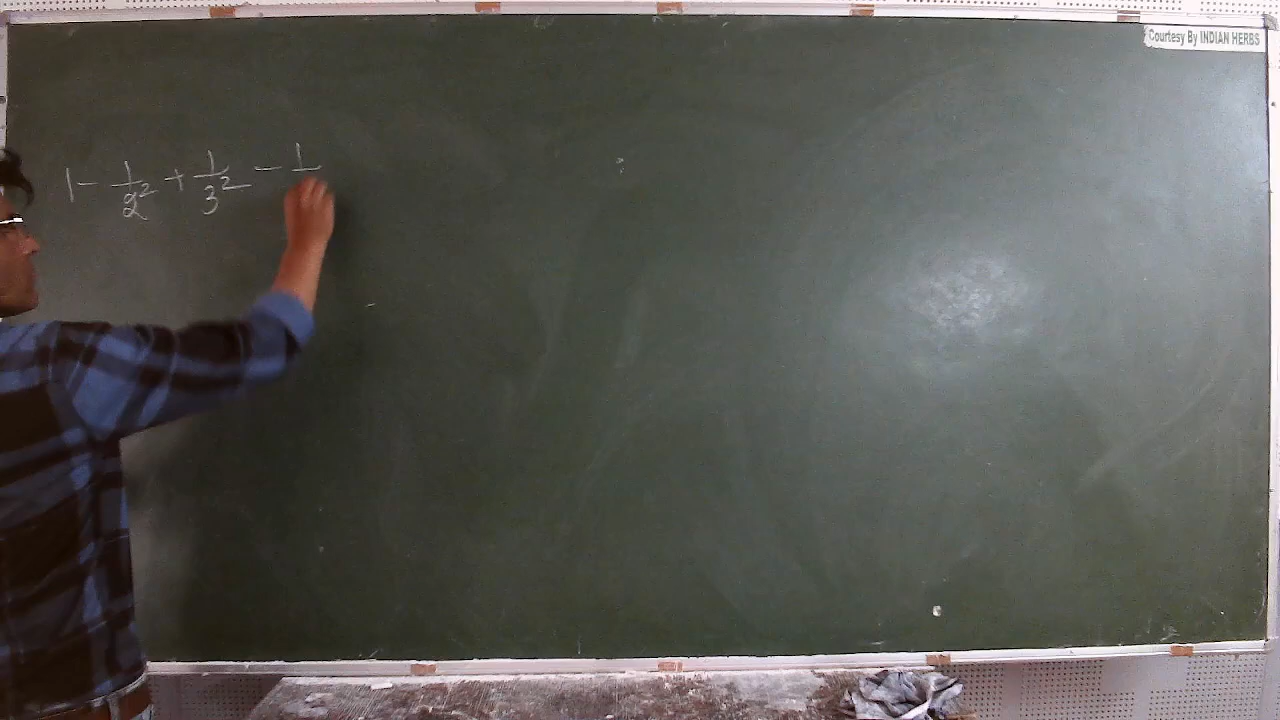 Courtesy By INDIAN HERBS
1 - 1/2² + 1/3² - 1